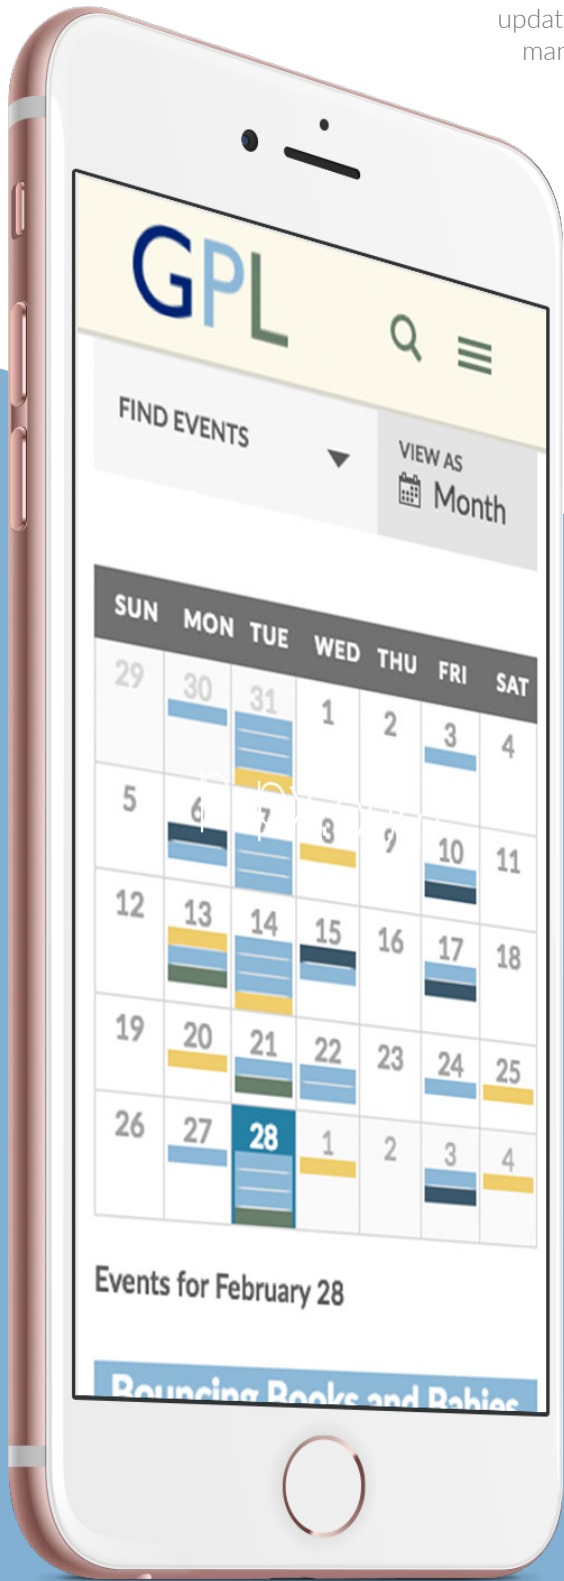 updat
mar
GPL
FIND EVENTS
VIEW AS
Month
SUN MON TUE WED THU FRI SAT
29 30 31 1 2 3 4
5 6 7 8 9 10 11
12 13 14 15 16 17 18
19 20 21 22 23 24 25
26 27 28 1 2 3 4
Events for February 28
Bouncing Books and Babies